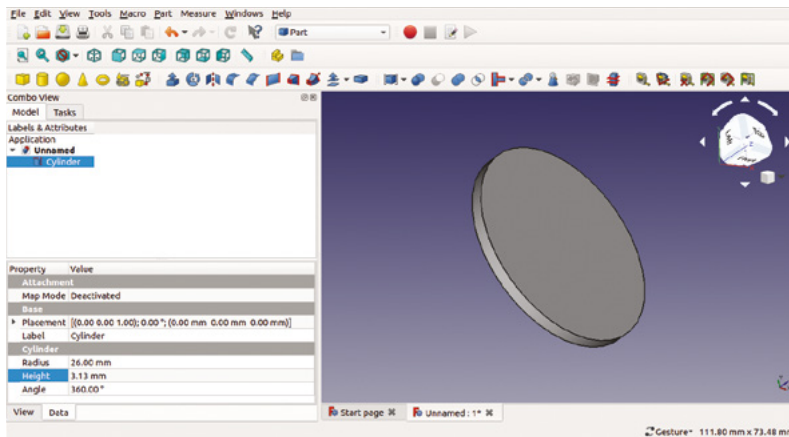 File Edit View Tools Macro Part Measure Windows Help
Part
Combo View
Model Tasks
Labels & Attributes
Application
Unnamed
Cylinder
Property Value
Attachment
Map Mode Deactivated
Base
Placement [(0.00 0.00 1.00); 0.00 °; (0.00 mm 0.00 mm 0.00 mm)]
Label Cylinder
Cylinder
Radius 26.00 mm
Height 3.13 mm
Angle 360.00 °
View Data
Start page Unnamed : 1*
Gesture 111.80 mm x 73.48 mm